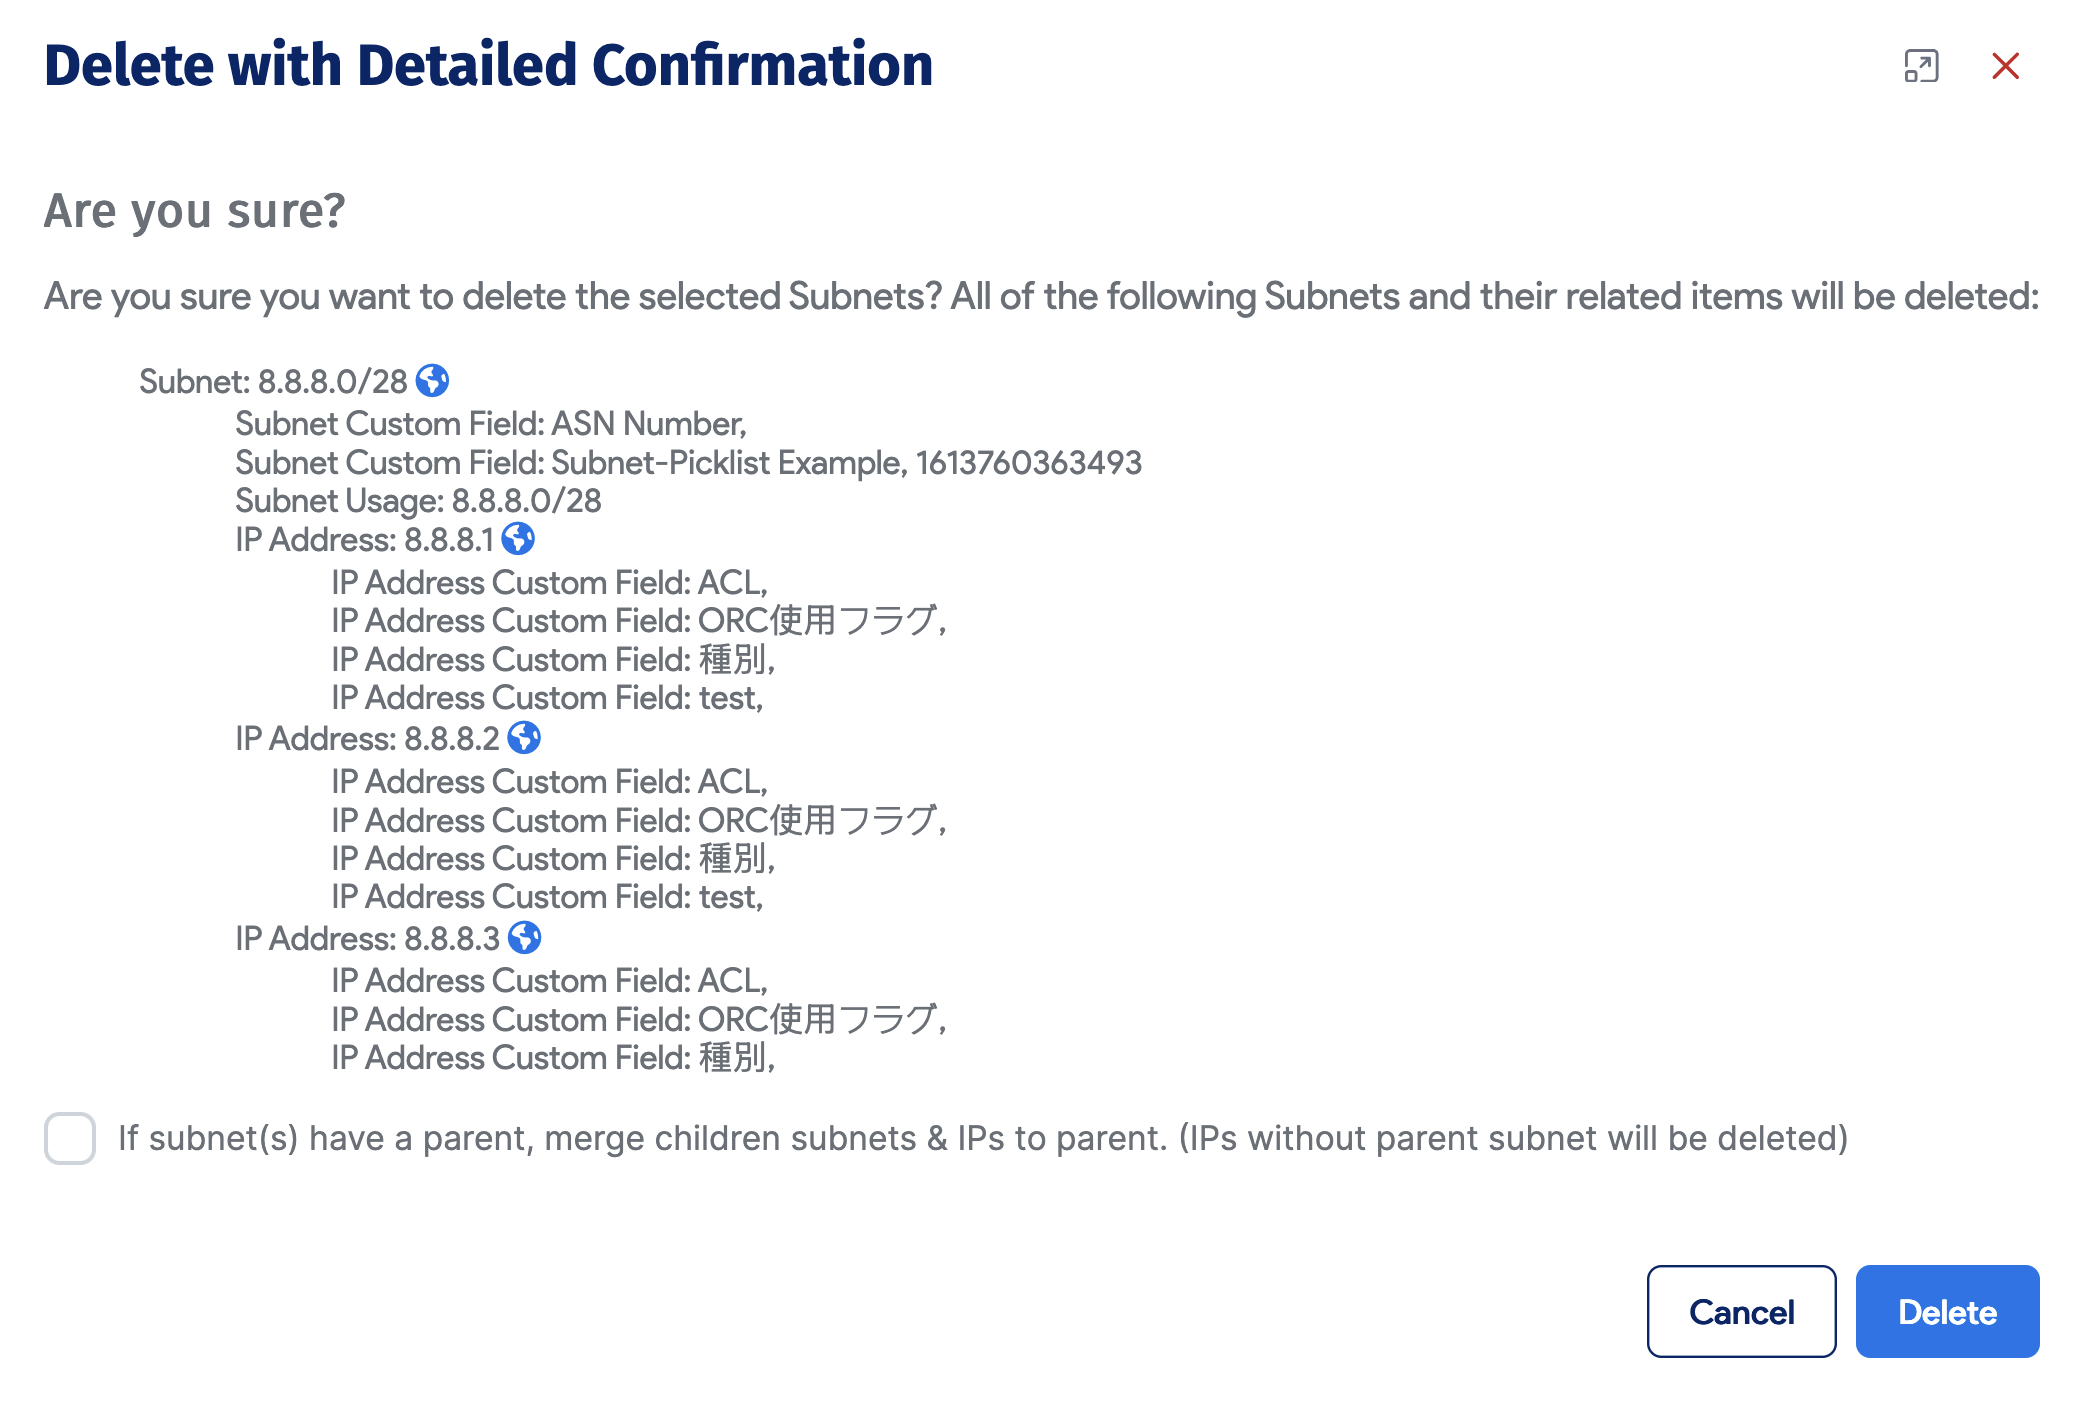 Delete with Detailed Confirmation
Are you sure?
Are you sure you want to delete the selected Subnets? All of the following Subnets and their related items will be deleted:
Subnet: 8.8.8.0/28
Subnet Custom Field: ASN Number,
Subnet Custom Field: Subnet-Picklist Example, 1613760363493
Subnet Usage: 8.8.8.0/28
IP Address: 8.8.8.1
IP Address Custom Field: ACL,
IP Address Custom Field: ORC使用フラグ,
IP Address Custom Field: 種別,
IP Address Custom Field: test,
IP Address: 8.8.8.2
IP Address Custom Field: ACL,
IP Address Custom Field: ORC使用フラグ,
IP Address Custom Field: 種別,
IP Address Custom Field: test,
IP Address: 8.8.8.3
IP Address Custom Field: ACL,
IP Address Custom Field: ORC使用フラグ,
IP Address Custom Field: 種別,
If subnet(s) have a parent, merge children subnets & IPs to parent. (IPs without parent subnet will be deleted)
Cancel
Delete